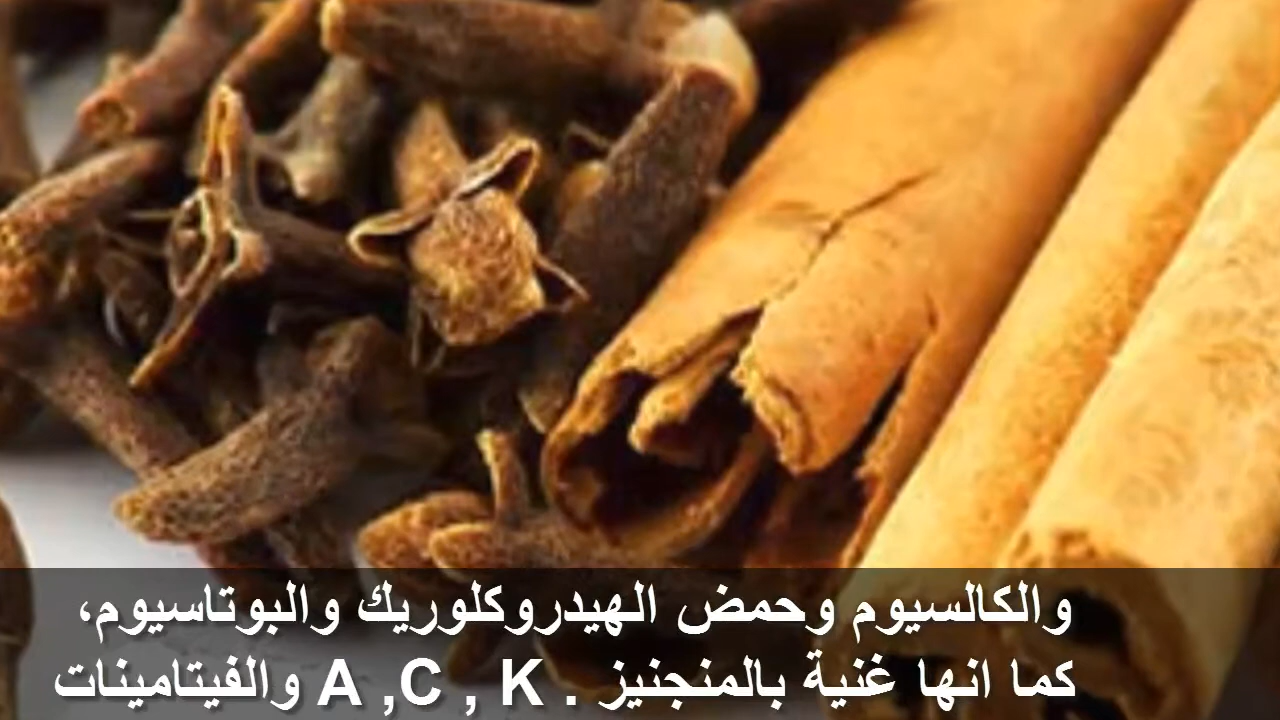 والكالسيوم وحمض الهيدروكلوريك والبوتاسيوم،
كما انها غنية بالمنجنيز . A ,C , K والفيتامينات